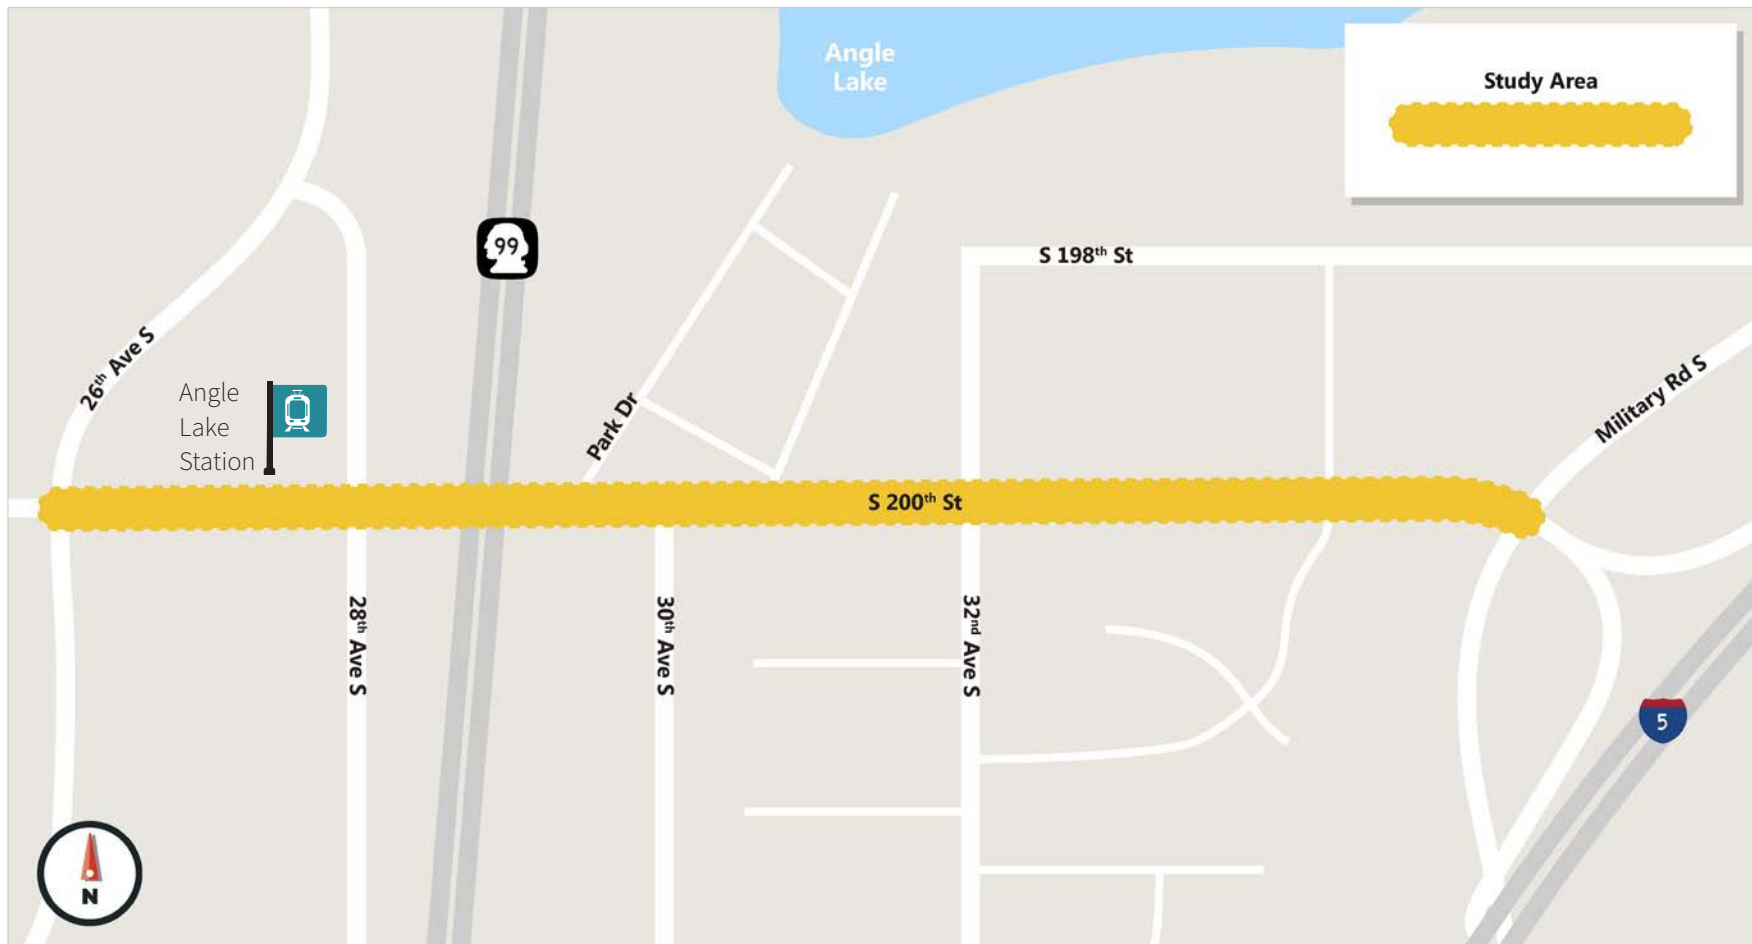 Angle
Lake
Study Area
99
S 198th St
26th Ave S
Angle
Lake
Station
Park Dr
Military Rd S
S 200th St
28th Ave S
30th Ave S
32nd Ave S
5
N